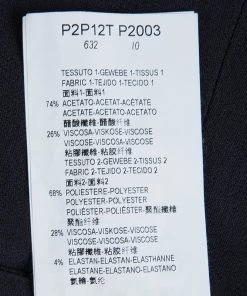 P2P12T P2003
632 10
TESSUTO 1-GEWEBE 1-TISSUS 1
FABRIC 1-TEJIDO 1-TECIDO 1
面料1-面料1
74% ACETATO-ACETAT-ACÉTATE
ACETATE-ACETATO-ACETATO
醋酸纖維-醋酸纤维
26% VISCOSA-VISKOSE-VISCOSE
VISCOSE-VISCOSA-VISCOSE
粘膠纖維-粘胶纤维
TESSUTO 2-GEWEBE 2-TISSUS 2
FABRIC 2-TEJIDO 2-TECIDO 2
面料2-面料2
68% POLIESTERE-POLYESTER
POLYESTER-POLYESTER
POLIÉSTER-POLIÉSTER-聚酯纖維
聚酯纤维
28% VISCOSA-VISKOSE-VISCOSE
VISCOSE-VISCOSA-VISCOSE
粘膠纖維-粘胶纤维
4% ELASTAN-ELASTAN-ELASTHANNE
ELASTANE-ELASTANO-ELASTANO
氨綸-氨纶